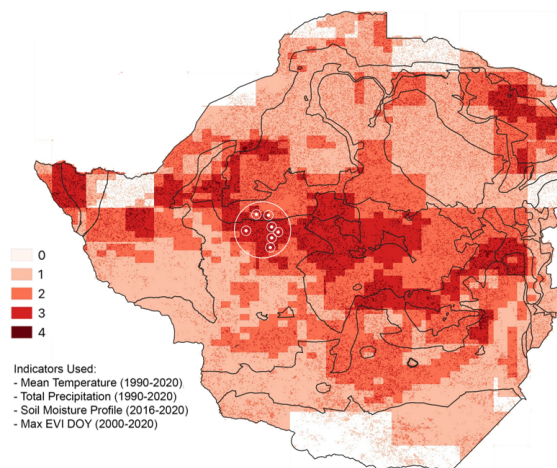 0
1
2
3
4
Indicators Used:
- Mean Temperature (1990-2020)
- Total Precipitation (1990-2020)
- Soil Moisture Profile (2016-2020)
- Max EVI DOY (2000-2020)